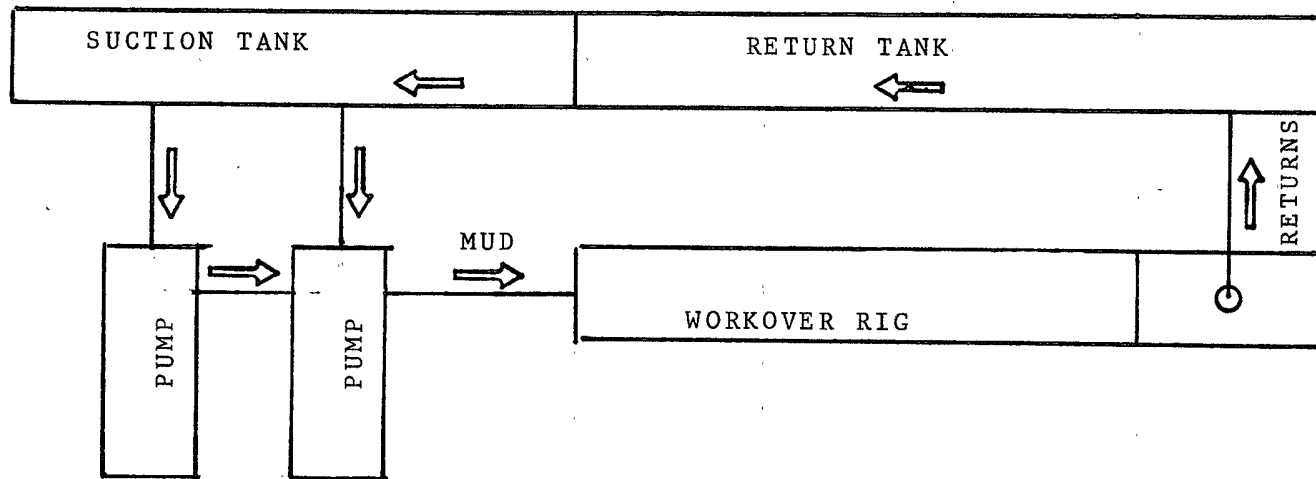 SUCTION TANK
RETURN TANK
RETURNS
MUD
WORKOVER RIG
PUMP
PUMP